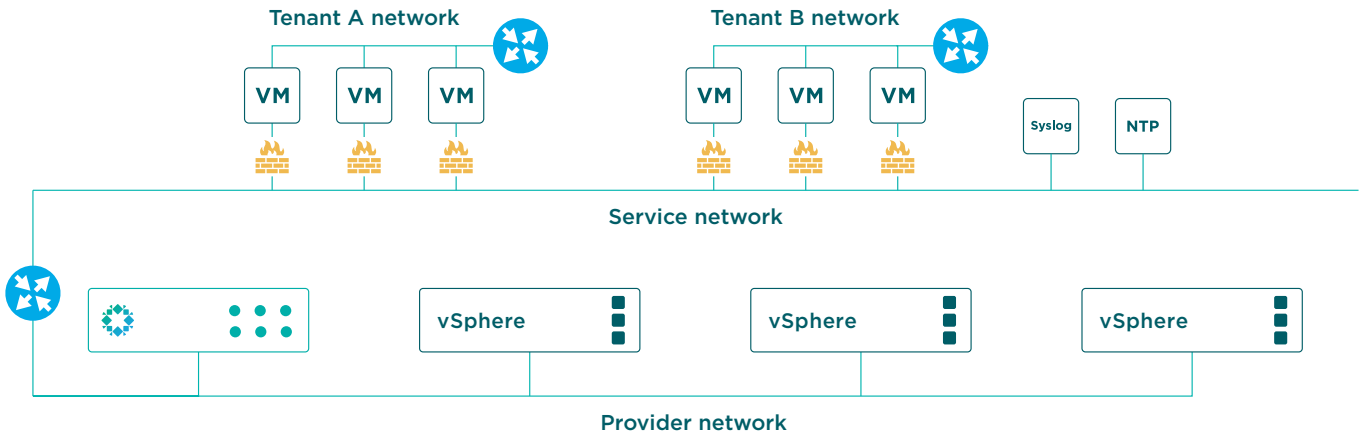 Tenant A network
Tenant B network
VM VM VM VM VM VM
Syslog NTP
Service network
vSphere vSphere vSphere
Provider network